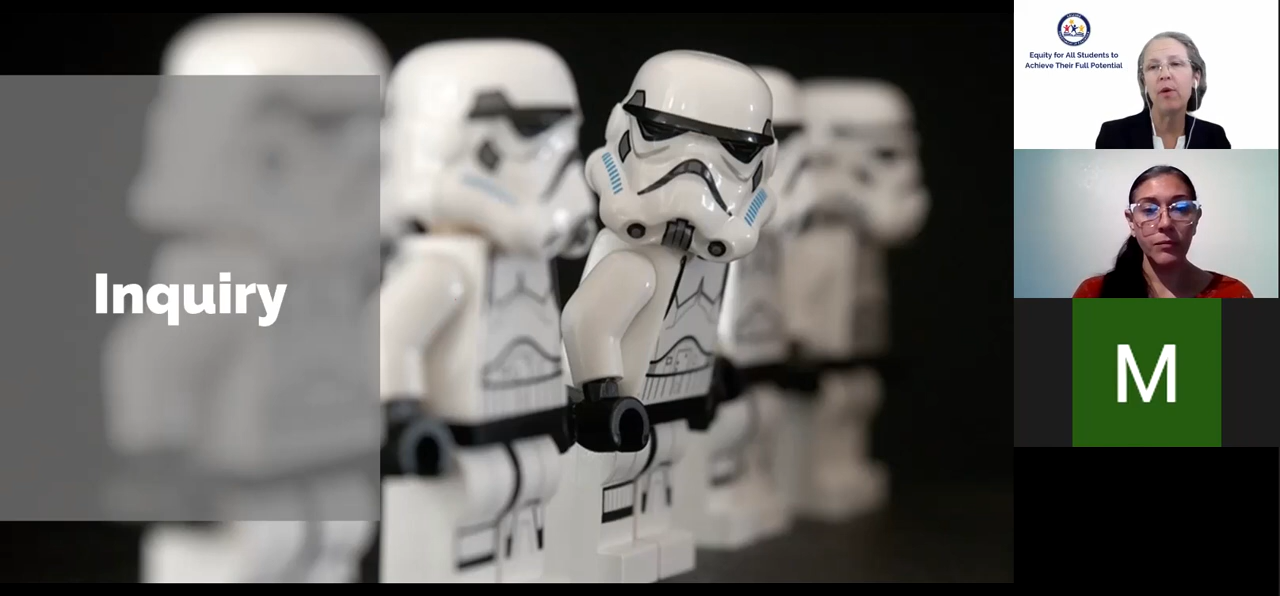 Inquiry
Equity for All Students to
Achieve Their Full Potential
M